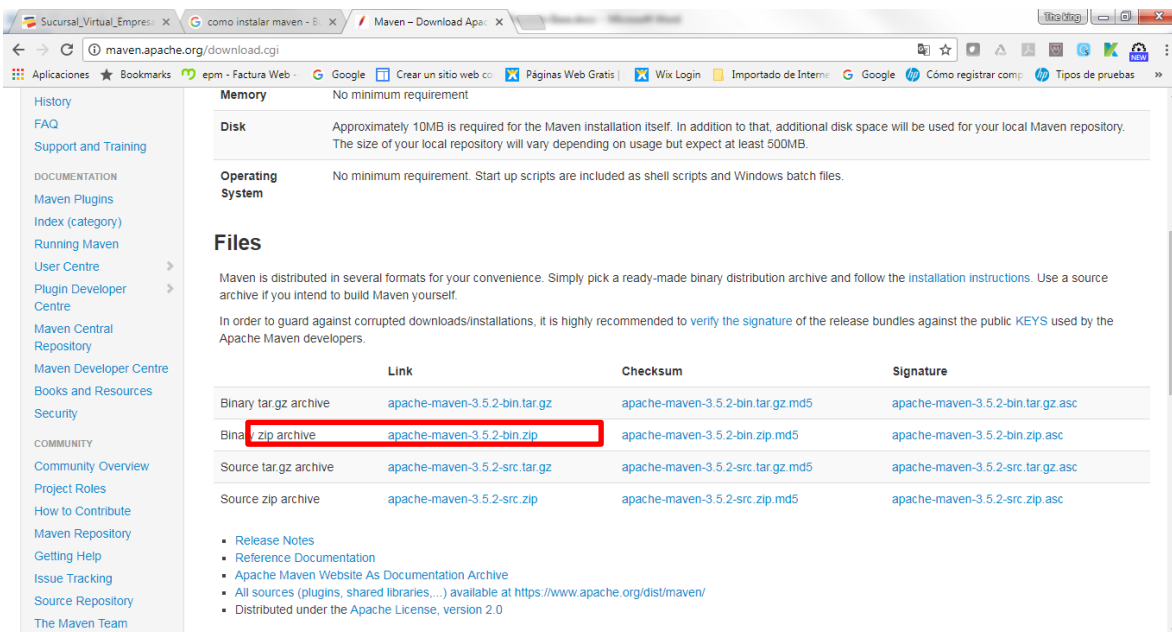 Sucursal_Virtual_Empresa
como instalar maven - B
Maven – Download Apac
Microsoft Word
The King
maven.apache.org/download.cgi
NEW
Aplicaciones
Bookmarks
epm - Factura Web -
Google
Crear un sitio web co
Páginas Web Gratis |
Wix Login
Importado de Interne
Google
Cómo registrar comp
Tipos de pruebas
»
History
FAQ
Support and Training
DOCUMENTATION
Maven Plugins
Index (category)
Running Maven
User Centre
Plugin Developer
Centre
Maven Central
Repository
Maven Developer Centre
Books and Resources
Security
COMMUNITY
Community Overview
Project Roles
How to Contribute
Maven Repository
Getting Help
Issue Tracking
Source Repository
The Maven Team
Memory No minimum requirement
Disk Approximately 10MB is required for the Maven installation itself. In addition to that, additional disk space will be used for your local Maven repository.
The size of your local repository will vary depending on usage but expect at least 500MB.
Operating No minimum requirement. Start up scripts are included as shell scripts and Windows batch files.
System
Files
Maven is distributed in several formats for your convenience. Simply pick a ready-made binary distribution archive and follow the installation instructions. Use a source
archive if you intend to build Maven yourself.
In order to guard against corrupted downloads/installations, it is highly recommended to verify the signature of the release bundles against the public KEYS used by the
Apache Maven developers.
Link Checksum Signature
Binary tar.gz archive apache-maven-3.5.2-bin.tar.gz apache-maven-3.5.2-bin.tar.gz.md5 apache-maven-3.5.2-bin.tar.gz.asc
Binary zip archive apache-maven-3.5.2-bin.zip apache-maven-3.5.2-bin.zip.md5 apache-maven-3.5.2-bin.zip.asc
Source tar.gz archive apache-maven-3.5.2-src.tar.gz apache-maven-3.5.2-src.tar.gz.md5 apache-maven-3.5.2-src.tar.gz.asc
Source zip archive apache-maven-3.5.2-src.zip apache-maven-3.5.2-src.zip.md5 apache-maven-3.5.2-src.zip.asc
Release Notes
Reference Documentation
Apache Maven Website As Documentation Archive
All sources (plugins, shared libraries,...) available at https://www.apache.org/dist/maven/
Distributed under the Apache License, version 2.0